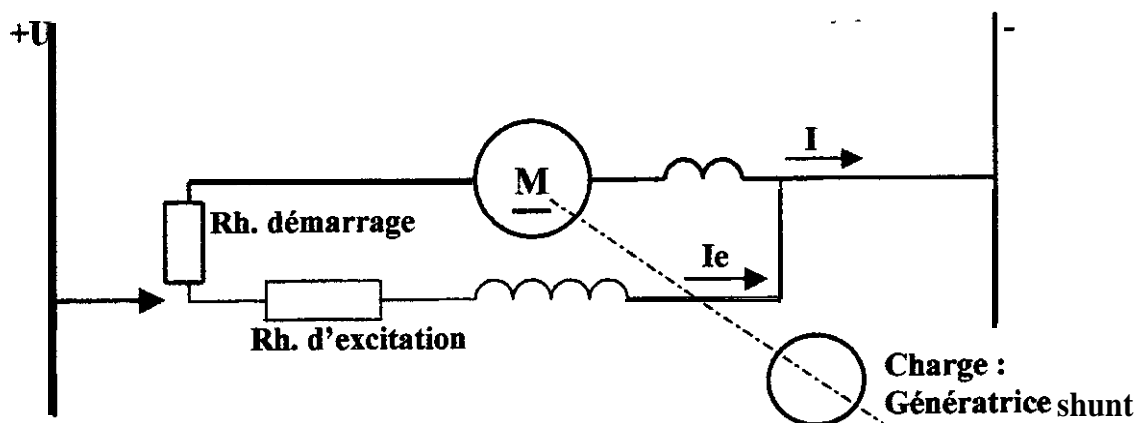 +U
-
I
M
Rh. démarrage
Ie
Rh. d'excitation
Charge :
Génératrice shunt